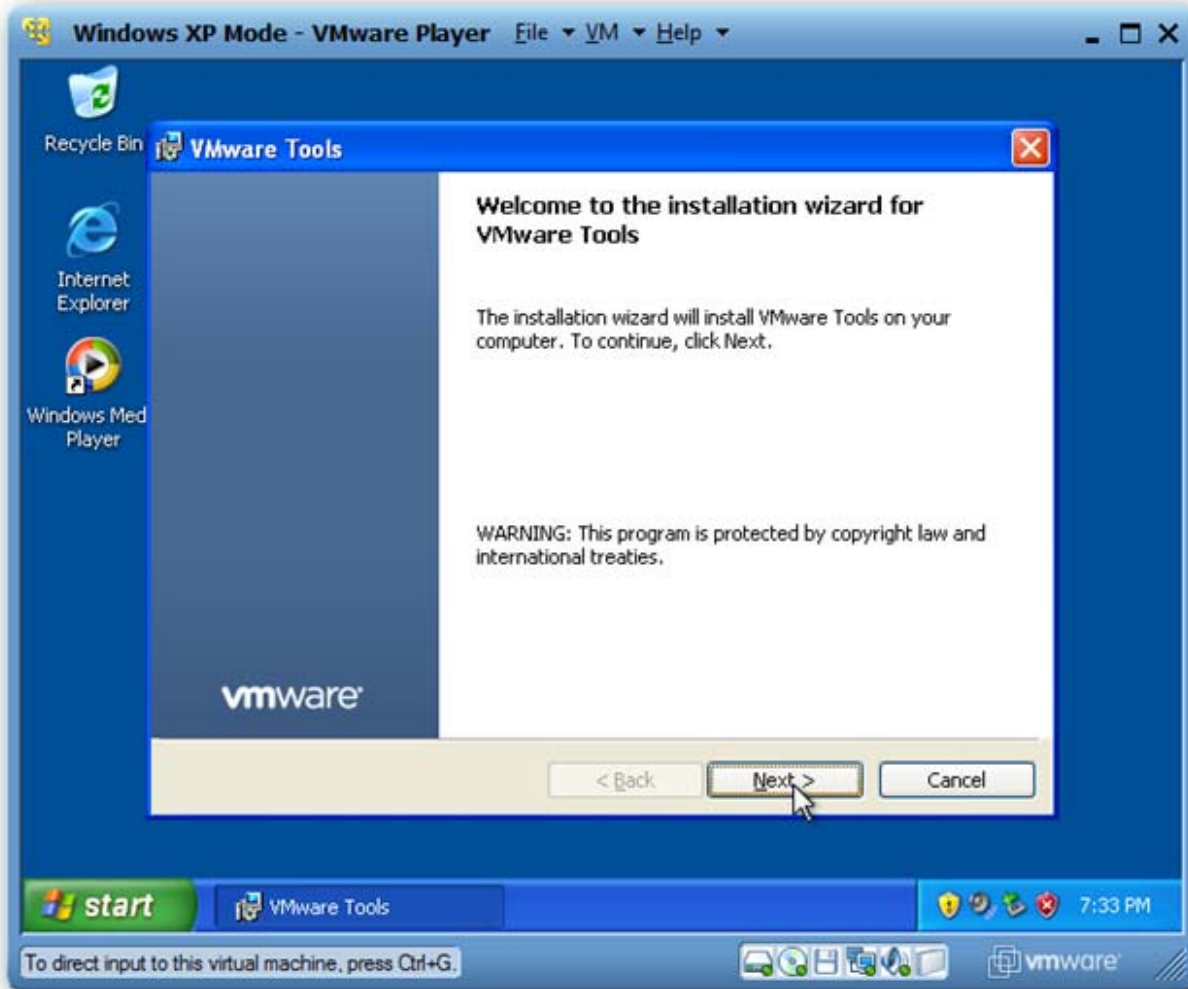 Windows XP Mode - VMware Player File VM Help
Recycle Bin
VMware Tools
Welcome to the installation wizard for
VMware Tools
Internet
Explorer
The installation wizard will install VMware Tools on your
computer. To continue, click Next.
Windows Med
Player
WARNING: This program is protected by copyright law and
international treaties.
vmware
< Back Next > Cancel
start VMware Tools 7:33 PM
To direct input to this virtual machine, press Ctrl+G.
vmware